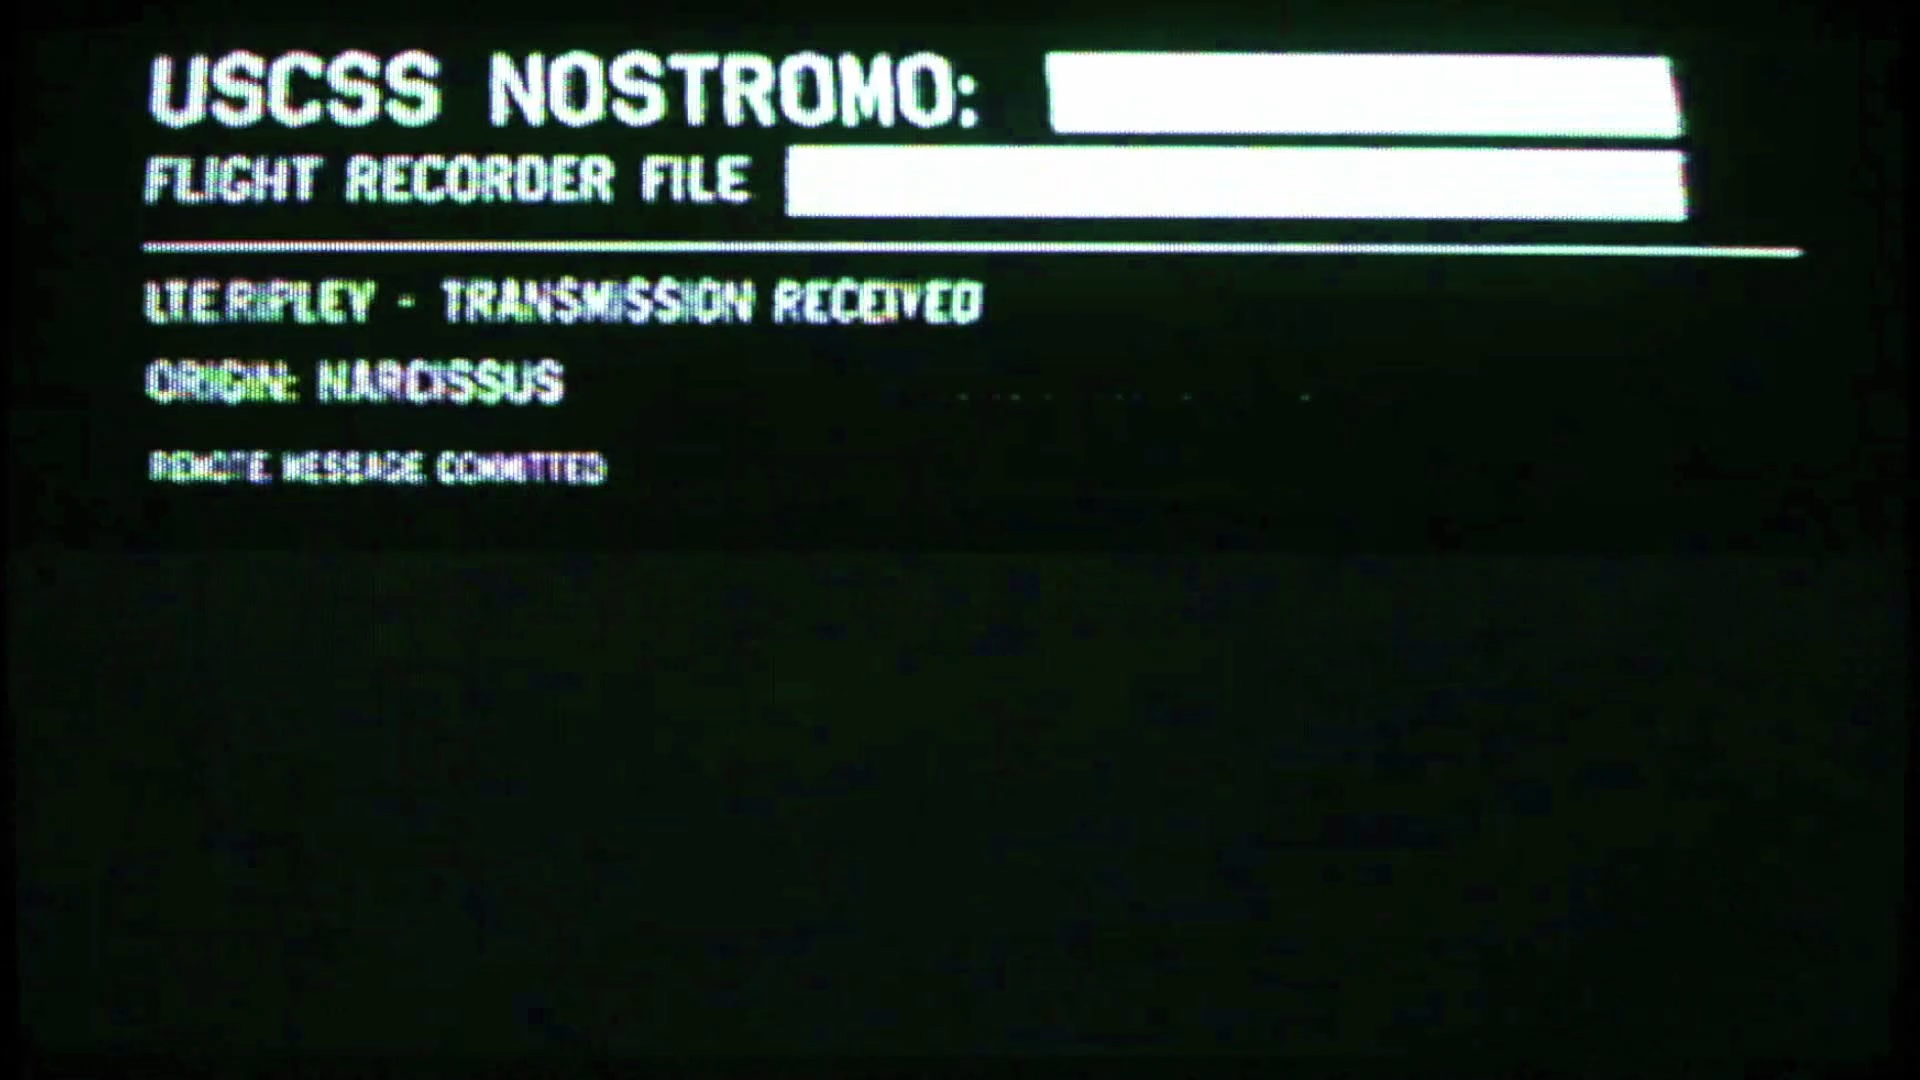 USCSS NOSTROMO:
FLIGHT RECORDER FILE
LTE RIPLEY - TRANSMISSION RECEIVED
ORIGIN: NARCISSUS
REMOTE MESSAGE COMMITTED